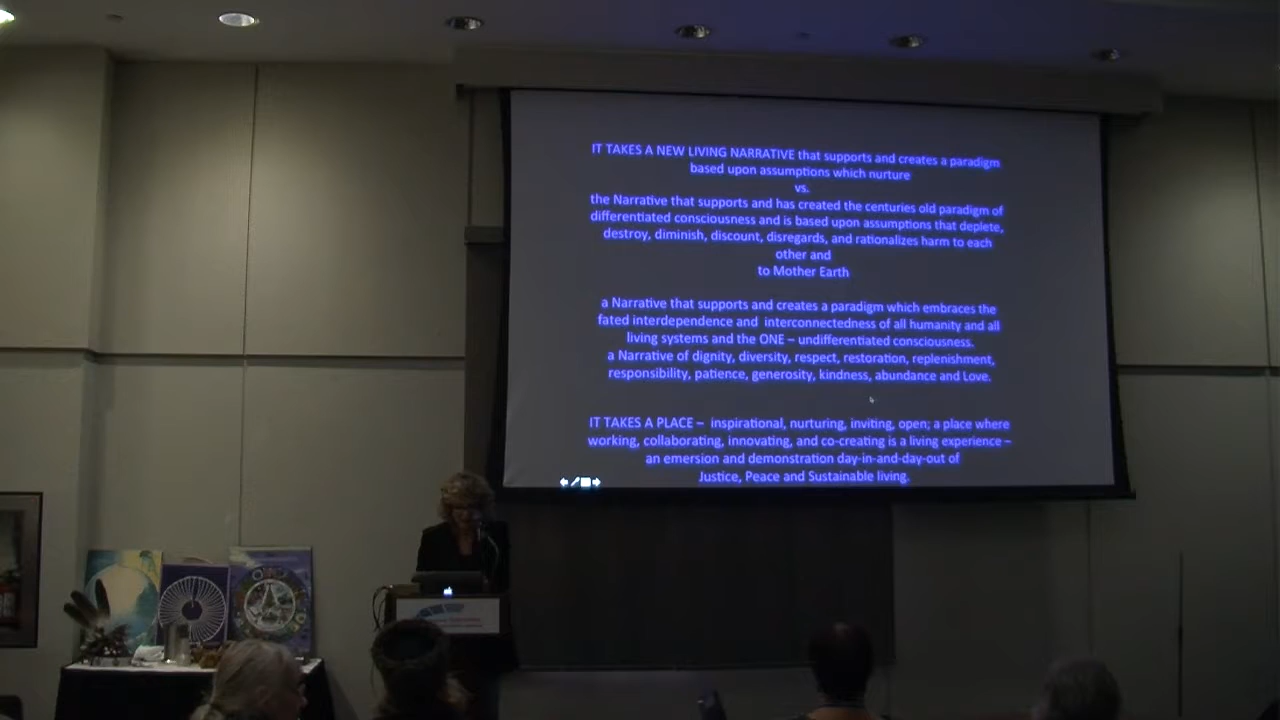 IT TAKES A NEW LIVING NARRATIVE that supports and creates a paradigm
based upon assumptions which nurture
vs.
the Narrative that supports and has created the centuries old paradigm of
differentiated consciousness and is based upon assumptions that deplete,
destroy, diminish, discount, disregards, and rationalizes harm to each
other and
to Mother Earth
a Narrative that supports and creates a paradigm which embraces the
fated interdependence and interconnectedness of all humanity and all
living systems and the ONE – undifferentiated consciousness.
a Narrative of dignity, diversity, respect, restoration, replenishment,
responsibility, patience, generosity, kindness, abundance and Love.
IT TAKES A PLACE – inspirational, nurturing, inviting, open; a place where
working, collaborating, innovating, and co-creating is a living experience –
an emersion and demonstration day-in-and-day-out of
Justice, Peace and Sustainable living.